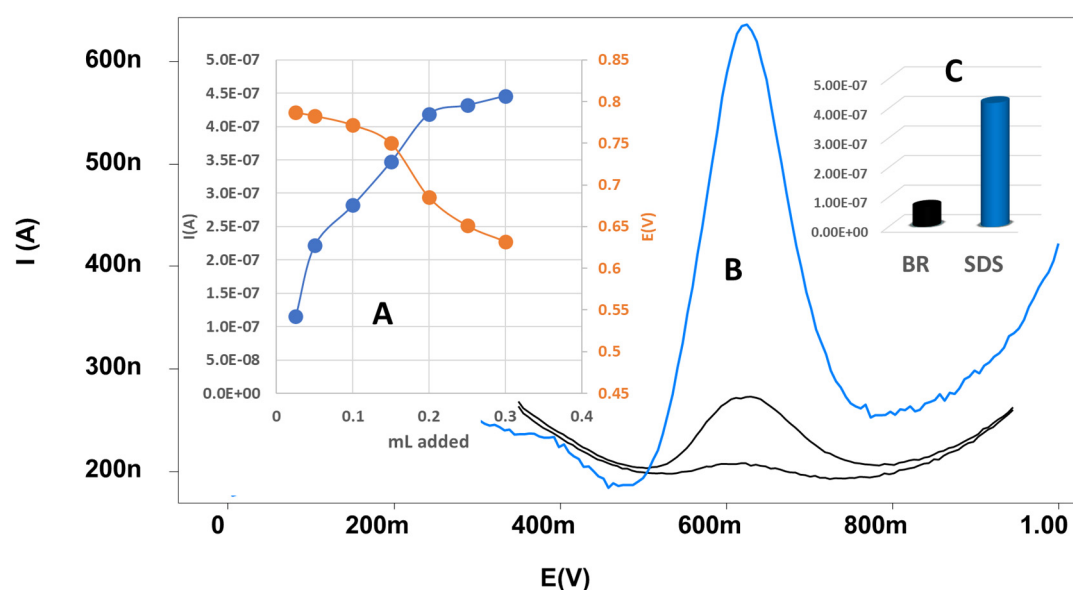 600n
500n
400n
300n
200n
I (A)
0
200m
400m
600m
800m
1.00
E(V)
5.0E-07
4.5E-07
4.0E-07
3.5E-07
3.0E-07
2.5E-07
2.0E-07
1.5E-07
1.0E-07
5.0E-08
0.0E+00
I(A)
0.85
0.8
0.75
0.7
0.65
0.6
0.55
0.5
0.45
E(V)
0
0.1
0.2
0.3
0.4
mL added
A
B
C
5.00E-07
4.00E-07
3.00E-07
2.00E-07
1.00E-07
0.00E+00
BR
SDS